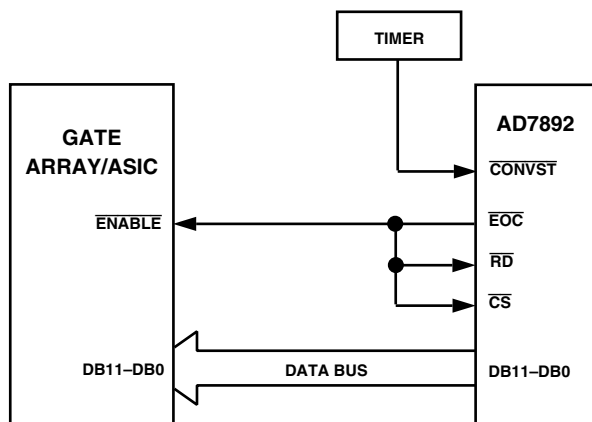 TIMER
GATE
ARRAY/ASIC
AD7892
CONVST
ENABLE
EOC
RD
CS
DB11–DB0
DATA BUS
DB11–DB0